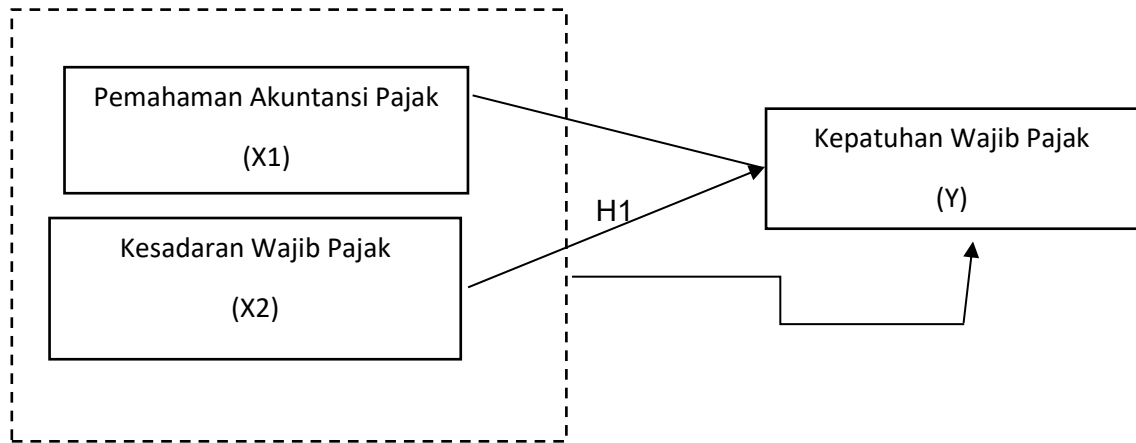 Pemahaman Akuntansi Pajak
(X1)
Kesadaran Wajib Pajak
(X2)
H1
Kepatuhan Wajib Pajak
(Y)